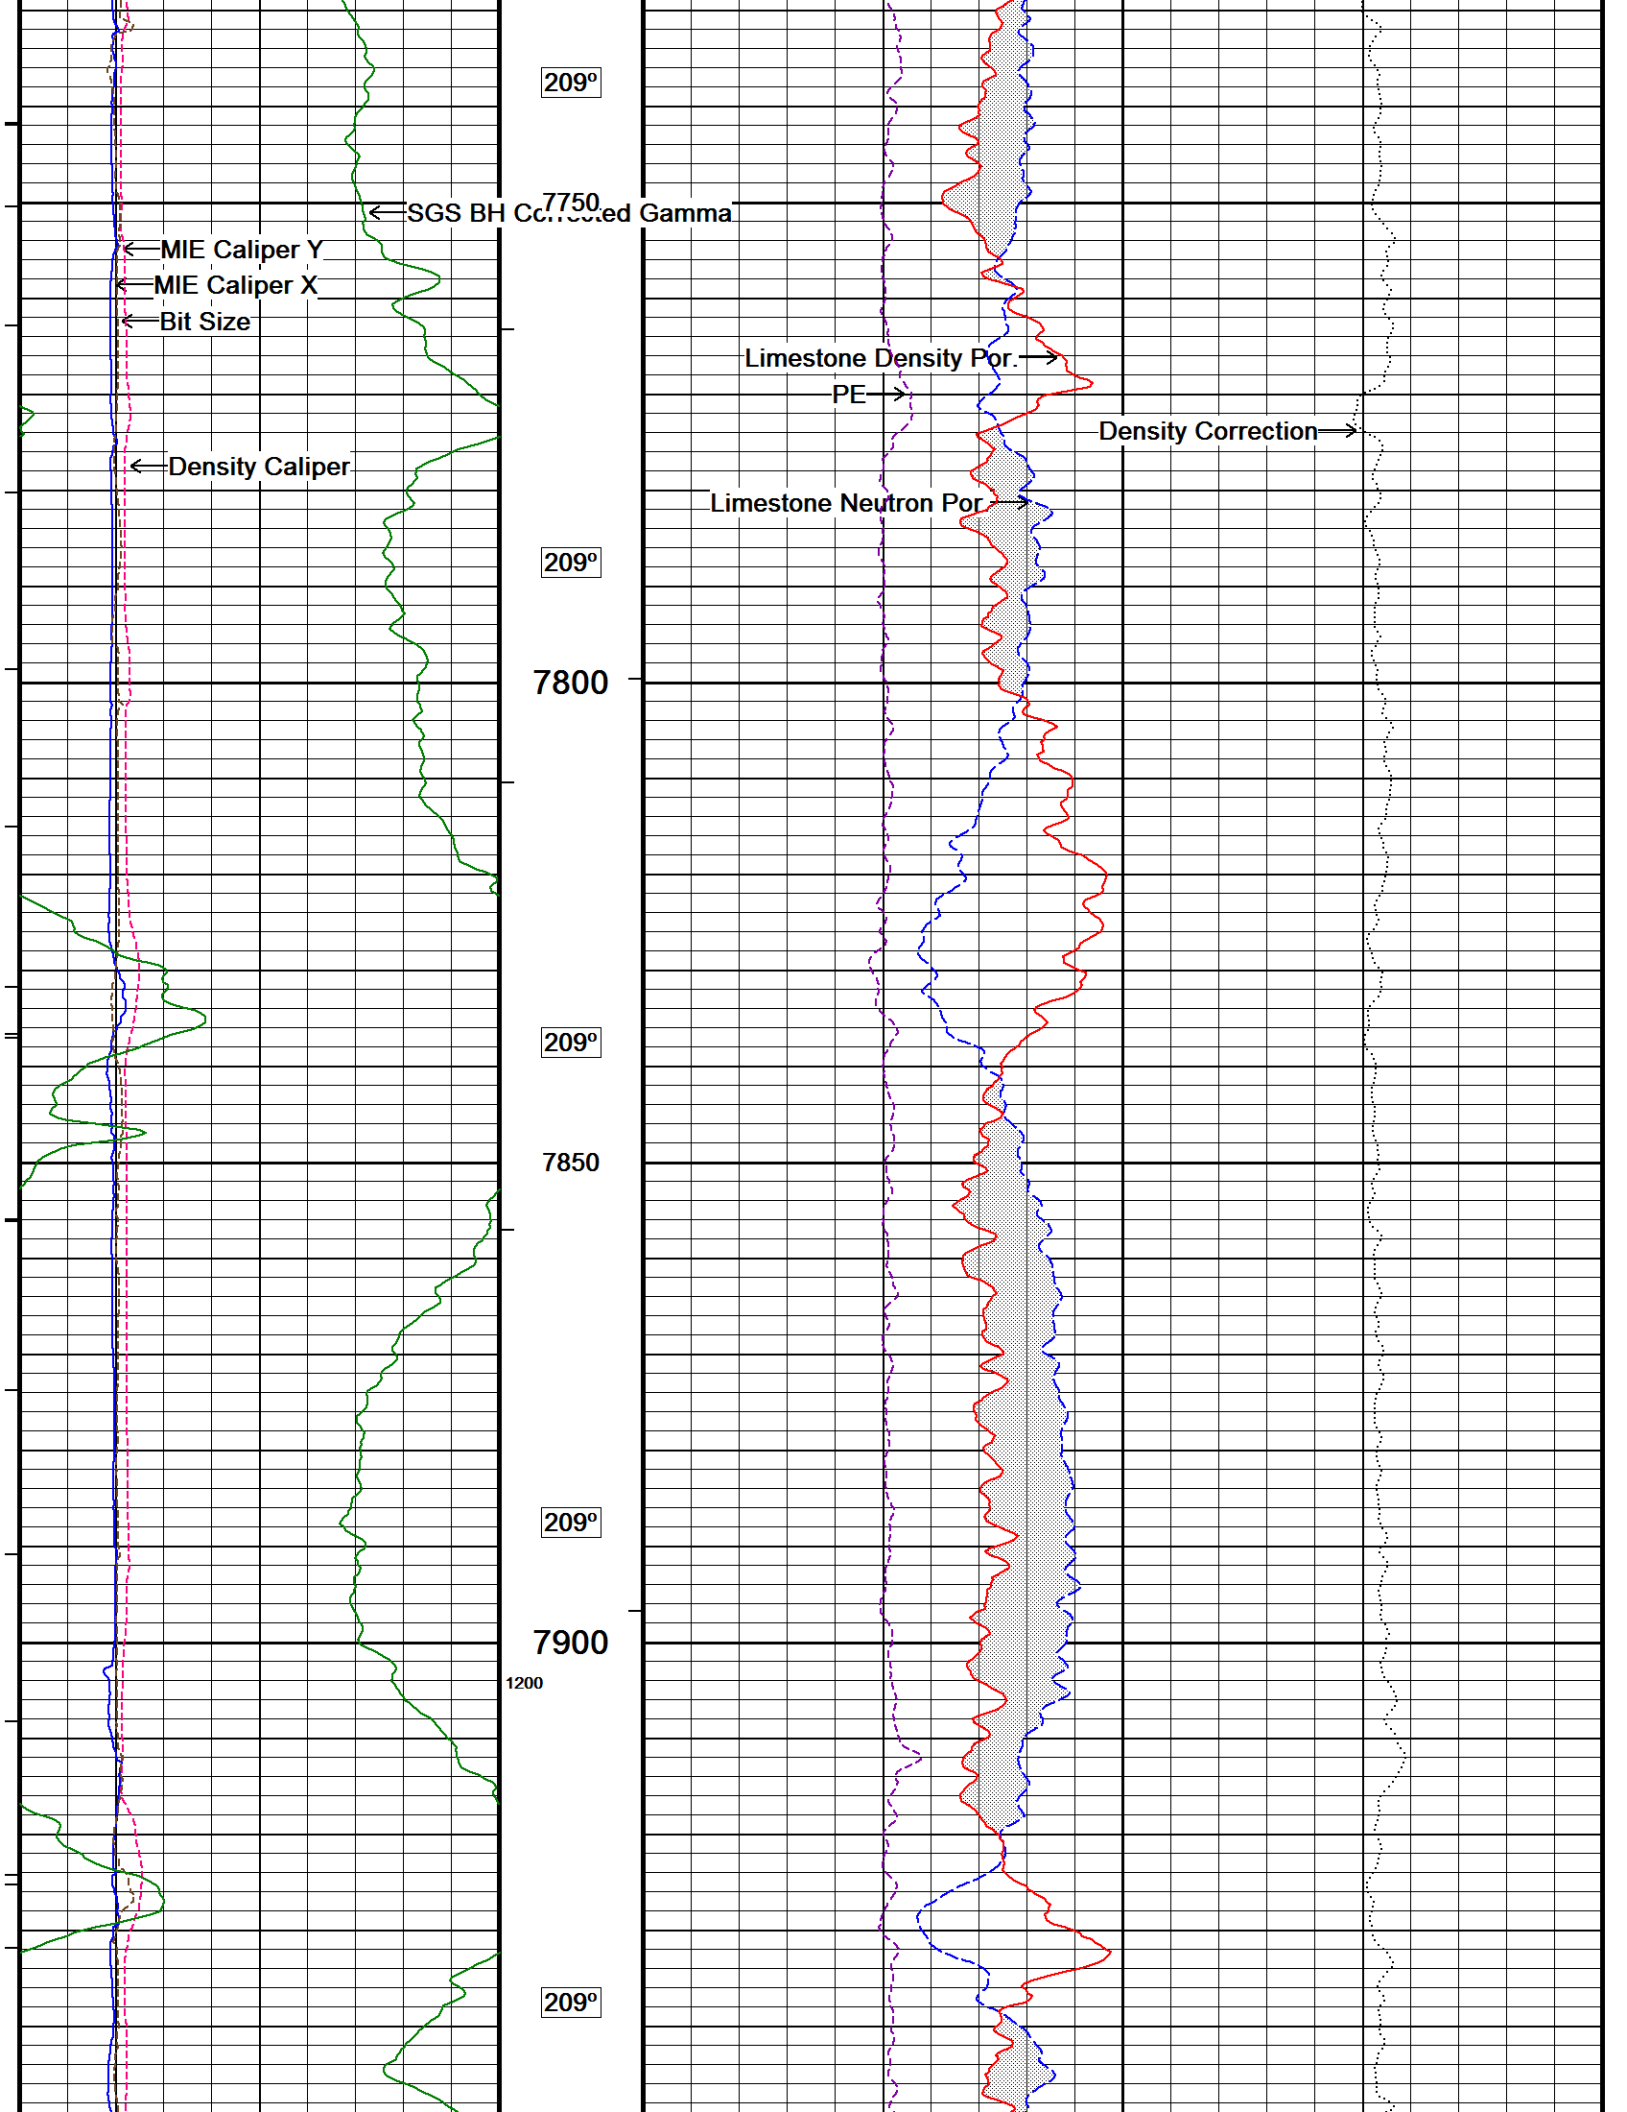 209º
7750
SGS BH Corrected Gamma
MIE Caliper Y
MIE Caliper X
Bit Size
Limestone Density Por.
PE
Density Correction
Density Caliper
Limestone Neutron Por
209º
7800
209º
7850
209º
7900
1200
209º